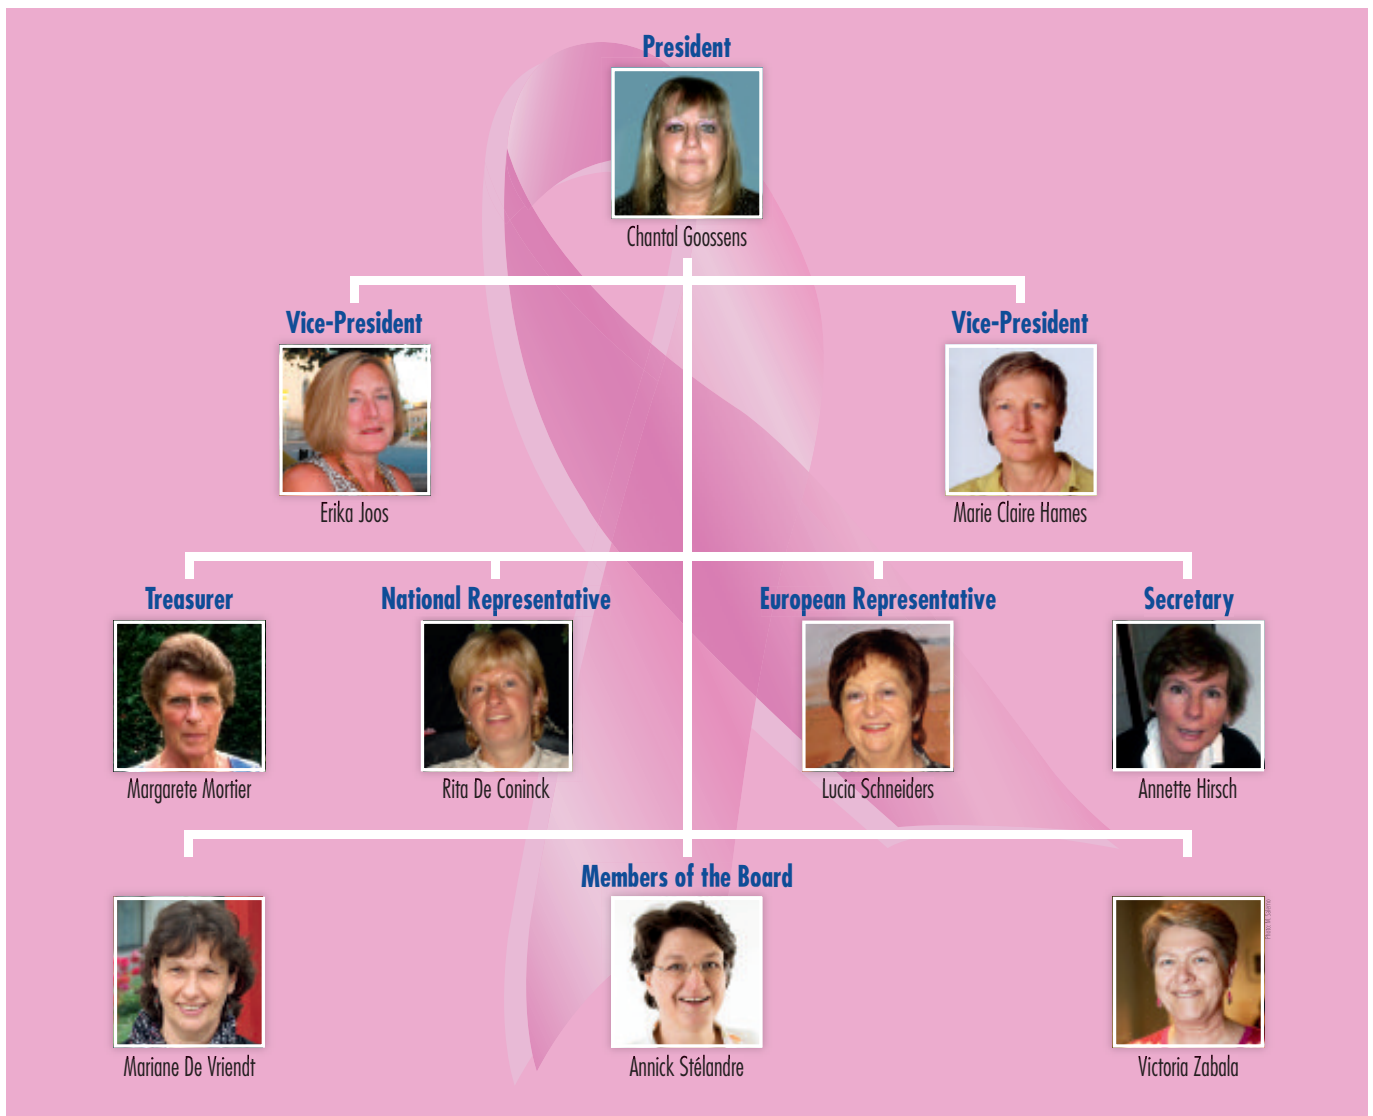 President
Chantal Goossens
Vice-President
Vice-President
Erika Joos
Marie Claire Hames
Treasurer
National Representative
European Representative
Secretary
Margarete Mortier
Rita De Coninck
Lucia Schneiders
Annette Hirsch
Members of the Board
Mariane De Vriendt
Annick Stélandre
Victoria Zabala